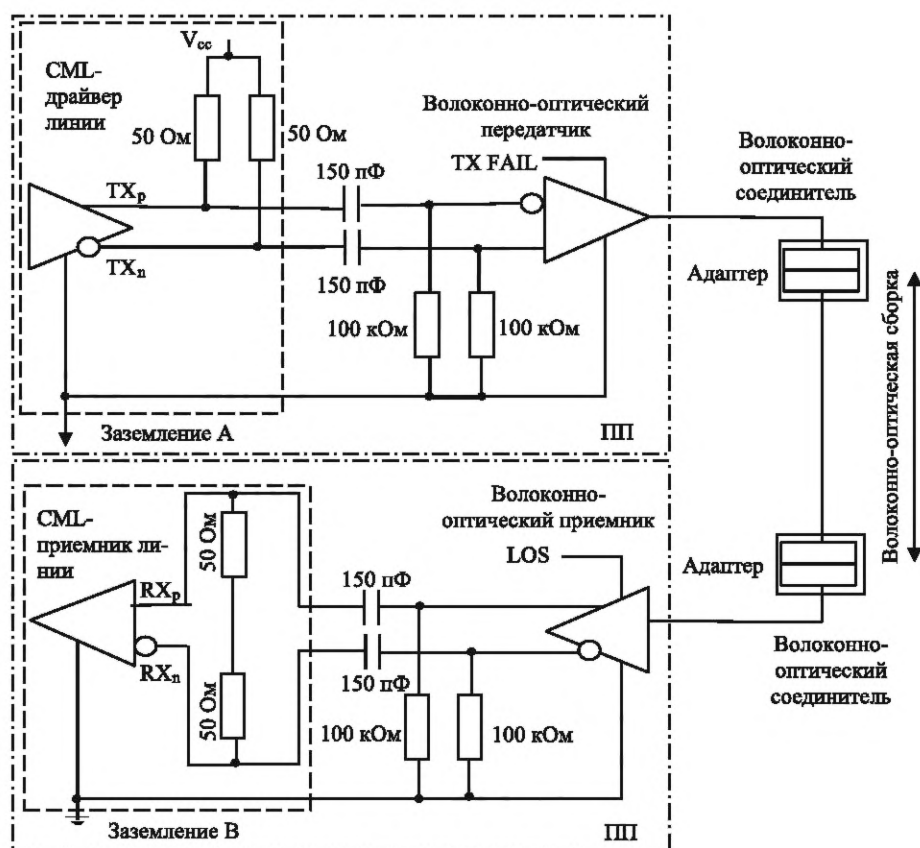 Vcc
CML-
драйвер
линии
50 Ом
50 Ом
TXp
TXn
150 пФ
150 пФ
100 кОм
100 кОм
Волоконно-оптический
передатчик
TX FAIL
Заземление А
ПП
Волоконно-
оптический
соединитель
Адаптер
Волоконно-оптическая сборка
Адаптер
Волоконно-
оптический
соединитель
CML-
приемник ли-
нии
50 Ом
50 Ом
RXp
RXn
150 пФ
150 пФ
100 кОм
100 кОм
Волоконно-
оптический приемник
LOS
Заземление В
ПП